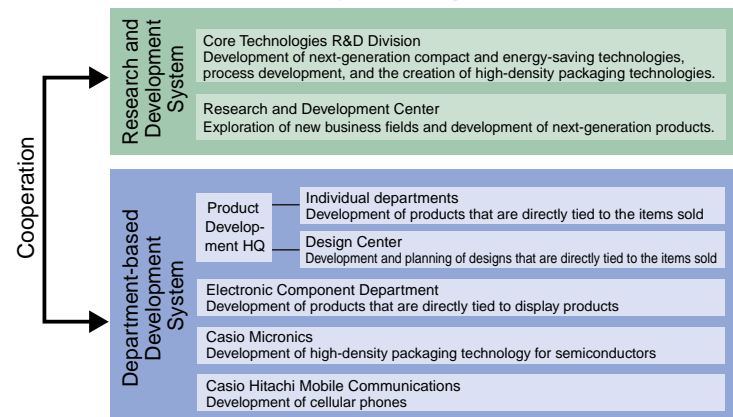 Cooperation
Research and
Development
System
Core Technologies R&D Division
Development of next-generation compact and energy-saving technologies,
process development, and the creation of high-density packaging technologies.
Research and Development Center
Exploration of new business fields and development of next-generation products.
Department-based
Development
System
Product
Develop-
ment HQ
Individual departments
Development of products that are directly tied to the items sold
Design Center
Development and planning of designs that are directly tied to the items sold
Electronic Component Department
Development of products that are directly tied to display products
Casio Micronics
Development of high-density packaging technology for semiconductors
Casio Hitachi Mobile Communications
Development of cellular phones